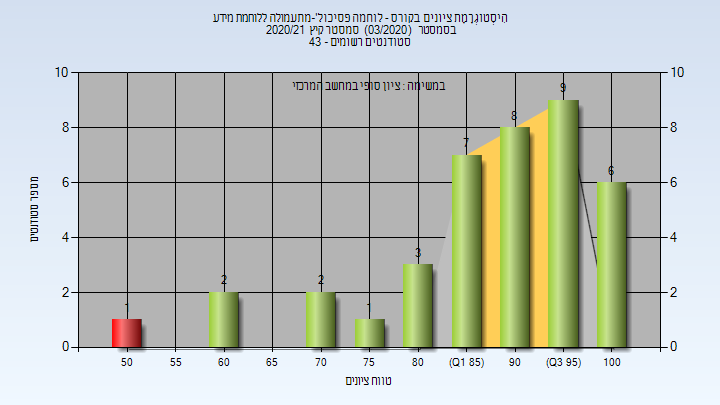 היסטוגרמת ציונים בקורס - לוחמה פסיכול'-מתעמולה ללוחמת מידע
בסמסטר (03/2020) סמסטר קיץ 2020/21
סטודנטים רשומים - 43
במשימה : ציון סופי במחשב המרכזי
10 10
8 8
6 6
4 4
2 2
0 0
1 2 2 1 3 7 8 9 6
מספר סטודנטים
50 55 60 65 70 75 80 (Q1 85) 90 (Q3 95) 100
טווח ציונים